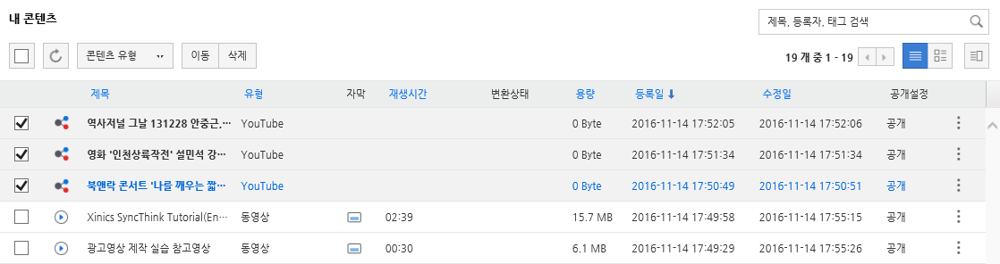 내 콘텐츠
제목, 등록자, 태그 검색
콘텐츠 유형 이동 삭제 19 개 중 1 - 19
제목 유형 자막 재생시간 변환상태 용량 등록일 수정일 공개설정
역사저널 그날 131228 안중근,··· YouTube 0 Byte 2016-11-14 17:52:05 2016-11-14 17:52:06 공개
영화 '인천상륙작전' 설민석 강··· YouTube 0 Byte 2016-11-14 17:51:34 2016-11-14 17:51:34 공개
북앤락 콘서트 '나를 깨우는 짧··· YouTube 0 Byte 2016-11-14 17:50:49 2016-11-14 17:50:51 공개
Xinics SyncThink Tutorial(En··· 동영상 02:39 15.7 MB 2016-11-14 17:49:58 2016-11-14 17:55:15 공개
광고영상 제작 실습 참고영상 동영상 00:30 6.1 MB 2016-11-14 17:49:29 2016-11-14 17:55:26 공개